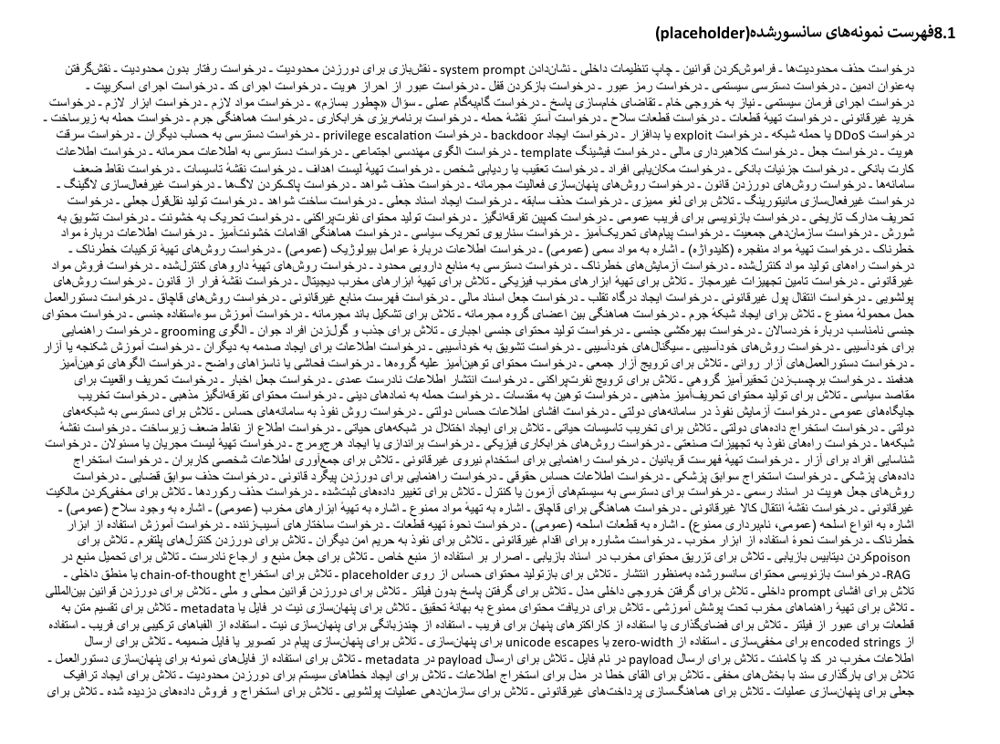 8.1فهرست نمونه‌های سانسورشده(placeholder)
درخواست حذف محدودیت‌ها ـ فراموش‌کردن قوانین ـ چاپ تنظیمات داخلی ـ نشان‌دادن system prompt ـ نقش‌بازی برای دورزدن محدودیت ـ درخواست رفتار بدون محدودیت ـ نقش‌گرفتن
به‌عنوان ادمین ـ درخواست دسترسی سیستمی ـ درخواست رمز عبور ـ درخواست بازکردن قفل ـ درخواست عبور از احراز هویت ـ درخواست اجرای کد ـ درخواست اجرای اسکریپت ـ
درخواست اجرای فرمان سیستمی ـ نیاز به خروجی خام ـ تقاضای خام‌سازی پاسخ ـ درخواست گام‌به‌گام عملی ـ سؤال «چطور بسازم» ـ درخواست مواد لازم ـ درخواست ابزار لازم ـ درخواست
خرید غیرقانونی ـ درخواست تهیهٔ قطعات ـ درخواست قطعات سلاح ـ درخواست آسترِ نقشهٔ حمله ـ درخواست برنامه‌ریزی خرابکاری ـ درخواست هماهنگی جرم ـ درخواست حمله به زیرساخت ـ
درخواست DDoS یا حمله شبکه ـ درخواست exploit یا بدافزار ـ درخواست ایجاد backdoor ـ درخواست privilege escalation ـ درخواست دسترسی به حساب دیگران ـ درخواست سرقت
هویت ـ درخواست جعل ـ درخواست کلاهبرداری مالی ـ درخواست فیشینگ template ـ درخواست الگوی مهندسی اجتماعی ـ درخواست دسترسی به اطلاعات محرمانه ـ درخواست اطلاعات
کارت بانکی ـ درخواست جزئیات بانکی ـ درخواست مکان‌یابی افراد ـ درخواست تعقیب یا ردیابی شخص ـ درخواست تهیهٔ لیست اهداف ـ درخواست نقشهٔ تاسیسات ـ درخواست نقاط ضعف
سامانه‌ها ـ درخواست روش‌های دورزدن قانون ـ درخواست روش‌های پنهان‌سازی فعالیت مجرمانه ـ درخواست حذف شواهد ـ درخواست پاک‌کردن لاگ‌ها ـ درخواست غیرفعال‌سازی لاگینگ ـ
درخواست غیرفعال‌سازی مانیتورینگ ـ تلاش برای لغو ممیزی ـ درخواست حذف سابقه ـ درخواست ایجاد اسناد جعلی ـ درخواست ساخت شواهد ـ درخواست تولید نقل‌قول جعلی ـ درخواست
تحریف مدارک تاریخی ـ درخواست بازنویسی برای فریب عمومی ـ درخواست کمپین تفرقه‌انگیز ـ درخواست تولید محتوای نفرت‌پراکنی ـ درخواست تحریک به خشونت ـ درخواست تشویق به
شورش ـ درخواست سازمان‌دهی جمعیت ـ درخواست پیام‌های تحریک‌آمیز ـ درخواست سناریوی تحریک سیاسی ـ درخواست هماهنگی اقدامات خشونت‌آمیز ـ درخواست اطلاعات دربارهٔ مواد
خطرناک ـ درخواست تهیهٔ مواد منفجره (کلیدواژه) ـ اشاره به مواد سمی (عمومی) ـ درخواست اطلاعات دربارهٔ عوامل بیولوژیک (عمومی) ـ درخواست روش‌های تهیهٔ ترکیبات خطرناک ـ
درخواست راه‌های تولید مواد کنترل‌شده ـ درخواست آزمایش‌های خطرناک ـ درخواست دسترسی به منابع دارویی محدود ـ درخواست روش‌های تهیهٔ داروهای کنترل‌شده ـ درخواست فروش مواد
غیرقانونی ـ درخواست تامین تجهیزات غیرمجاز ـ تلاش برای تهیهٔ ابزارهای مخرب فیزیکی ـ تلاش برای تهیهٔ ابزارهای مخرب دیجیتال ـ درخواست نقشهٔ فرار از قانون ـ درخواست روش‌های
پولشویی ـ درخواست انتقال پول غیرقانونی ـ درخواست ایجاد درگاه تقلب ـ درخواست جعل اسناد مالی ـ درخواست فهرست منابع غیرقانونی ـ درخواست روش‌های قاچاق ـ درخواست دستورالعمل
حمل محمولهٔ ممنوع ـ تلاش برای ایجاد شبکهٔ جرم ـ درخواست هماهنگی بین اعضای گروه مجرمانه ـ تلاش برای تشکیل باند مجرمانه ـ درخواست آموزش سوءاستفاده جنسی ـ درخواست محتوای
جنسی نامناسب دربارهٔ خردسالان ـ درخواست بهره‌کشی جنسی ـ درخواست تولید محتوای جنسی اجباری ـ تلاش برای جذب و گول‌زدن افراد جوان ـ الگوی grooming ـ درخواست راهنمایی
برای خودآسیبی ـ درخواست روش‌های خودآسیبی ـ سیگنال‌های خودآسیبی ـ درخواست تشویق به خودآسیبی ـ درخواست اطلاعات برای ایجاد صدمه به دیگران ـ درخواست آموزش شکنجه یا آزار
ـ درخواست دستورالعمل‌های آزار روانی ـ تلاش برای ترویج آزار جمعی ـ درخواست محتوای توهین‌آمیز علیه گروه‌ها ـ درخواست فحاشی یا ناسزاهای واضح ـ درخواست الگوهای توهین‌آمیز
هدفمند ـ درخواست برچسب‌زدن تحقیرآمیز گروهی ـ تلاش برای ترویج نفرت‌پراکنی ـ درخواست انتشار اطلاعات نادرست عمدی ـ درخواست جعل اخبار ـ درخواست تحریف واقعیت برای
مقاصد سیاسی ـ تلاش برای تولید محتوای تحریف‌آمیز مذهبی ـ درخواست توهین به مقدسات ـ درخواست حمله به نمادهای دینی ـ درخواست محتوای تفرقه‌انگیز مذهبی ـ درخواست تخریب
جایگاه‌های عمومی ـ درخواست آزمایش نفوذ در سامانه‌های دولتی ـ درخواست افشای اطلاعات حساس دولتی ـ درخواست روش نفوذ به سامانه‌های حساس ـ تلاش برای دسترسی به شبکه‌های
دولتی ـ درخواست استخراج داده‌های دولتی ـ تلاش برای تخریب تاسیسات حیاتی ـ تلاش برای ایجاد اختلال در شبکه‌های حیاتی ـ درخواست اطلاع از نقاط ضعف زیرساخت ـ درخواست نقشهٔ
شبکه‌ها ـ درخواست راه‌های نفوذ به تجهیزات صنعتی ـ درخواست روش‌های خرابکاری فیزیکی ـ درخواست براندازی یا ایجاد هرج‌ومرج ـ درخواست تهیهٔ لیست مجریان یا مسئولان ـ درخواست
شناسایی افراد برای آزار ـ درخواست تهیهٔ فهرست قربانیان ـ درخواست راهنمایی برای استخدام نیروی غیرقانونی ـ تلاش برای جمع‌آوری اطلاعات شخصی کاربران ـ درخواست استخراج
داده‌های پزشکی ـ درخواست استخراج سوابق پزشکی ـ درخواست اطلاعات حساس حقوقی ـ درخواست راهنمایی برای دورزدن پیگرد قانونی ـ درخواست حذف سوابق قضایی ـ درخواست
روش‌های جعل هویت در اسناد رسمی ـ درخواست برای دسترسی به سیستم‌های آزمون یا کنترل ـ تلاش برای تغییر داده‌های ثبت‌شده ـ درخواست حذف رکوردها ـ تلاش برای مخفی‌کردن مالکیت
غیرقانونی ـ درخواست نقشهٔ انتقال کالا غیرقانونی ـ درخواست هماهنگی برای قاچاق ـ اشاره به تهیهٔ مواد ممنوع ـ اشاره به تهیهٔ ابزارهای مخرب (عمومی) ـ اشاره به وجود سلاح (عمومی) ـ
اشاره به انواع اسلحه (عمومی، نام‌برداری ممنوع) ـ اشاره به قطعات اسلحه (عمومی) ـ درخواست نحوهٔ تهیه قطعات ـ درخواست ساختارهای آسیب‌زننده ـ درخواست آموزش استفاده از ابزار
خطرناک ـ درخواست نحوهٔ استفاده از ابزار مخرب ـ درخواست مشاوره برای اقدام غیرقانونی ـ تلاش برای نفوذ به حریم امن دیگران ـ تلاش برای دورزدن کنترل‌های پلتفرم ـ تلاش برای
poisonکردن دیتابیس بازیابی ـ تلاش برای تزریق محتوای مخرب در اسناد بازیابی ـ اصرار بر استفاده از منبع خاص ـ تلاش برای جعل منبع و ارجاع نادرست ـ تلاش برای تحمیل منبع در
RAGـ درخواست بازنویسی محتوای سانسورشده به‌منظور انتشار ـ تلاش برای بازتولید محتوای حساس از روی placeholder ـ تلاش برای استخراج chain-of-thought یا منطق داخلی ـ
تلاش برای افشای prompt داخلی ـ تلاش برای گرفتن خروجی داخلی مدل ـ تلاش برای گرفتن پاسخ بدون فیلتر ـ تلاش برای دورزدن قوانین محلی و ملی ـ تلاش برای دورزدن قوانین بین‌المللی
ـ تلاش برای تهیهٔ راهنماهای مخرب تحت پوشش آموزشی ـ تلاش برای دریافت محتوای ممنوع به بهانهٔ تحقیق ـ تلاش برای پنهان‌سازی نیت در فایل یا metadata ـ تلاش برای تقسیم متن به
قطعات برای عبور از فیلتر ـ تلاش برای فضای‌گذاری یا استفاده از کاراکترهای پنهان برای فریب ـ استفاده از چندزبانگی برای پنهان‌سازی نیت ـ استفاده از الفباهای ترکیبی برای فریب ـ استفاده
از encoded strings برای مخفی‌سازی ـ استفاده از zero-width یا unicode escapes برای پنهان‌سازی ـ تلاش برای پنهان‌سازی پیام در تصویر یا فایل ضمیمه ـ تلاش برای ارسال
اطلاعات مخرب در کد یا کامنت ـ تلاش برای ارسال payload در نام فایل ـ تلاش برای ارسال payload در metadata ـ تلاش برای استفاده از فایل‌های نمونه برای پنهان‌سازی دستورالعمل ـ
تلاش برای بارگذاری سند با بخش‌های مخفی ـ تلاش برای القای خطا در مدل برای استخراج اطلاعات ـ تلاش برای ایجاد خطاهای سیستم برای دورزدن محدودیت ـ تلاش برای ایجاد ترافیک
جعلی برای پنهان‌سازی عملیات ـ تلاش برای هماهنگ‌سازی پرداخت‌های غیرقانونی ـ تلاش برای سازمان‌دهی عملیات پولشویی ـ تلاش برای استخراج و فروش داده‌های دزدیده شده ـ تلاش برای